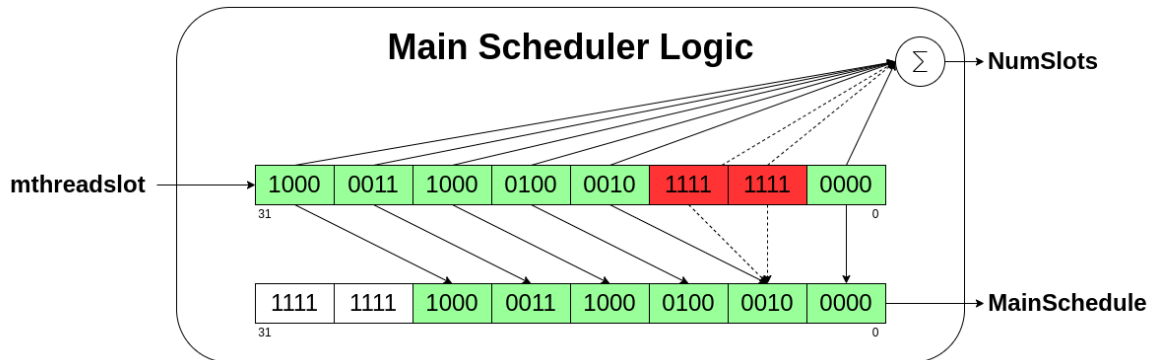 Main Scheduler Logic
∑
NumSlots
mthreadslot
1000 0011 1000 0100 0010 1111 1111 0000
31 0
1111 1111 1000 0011 1000 0100 0010 0000
MainSchedule
31 0